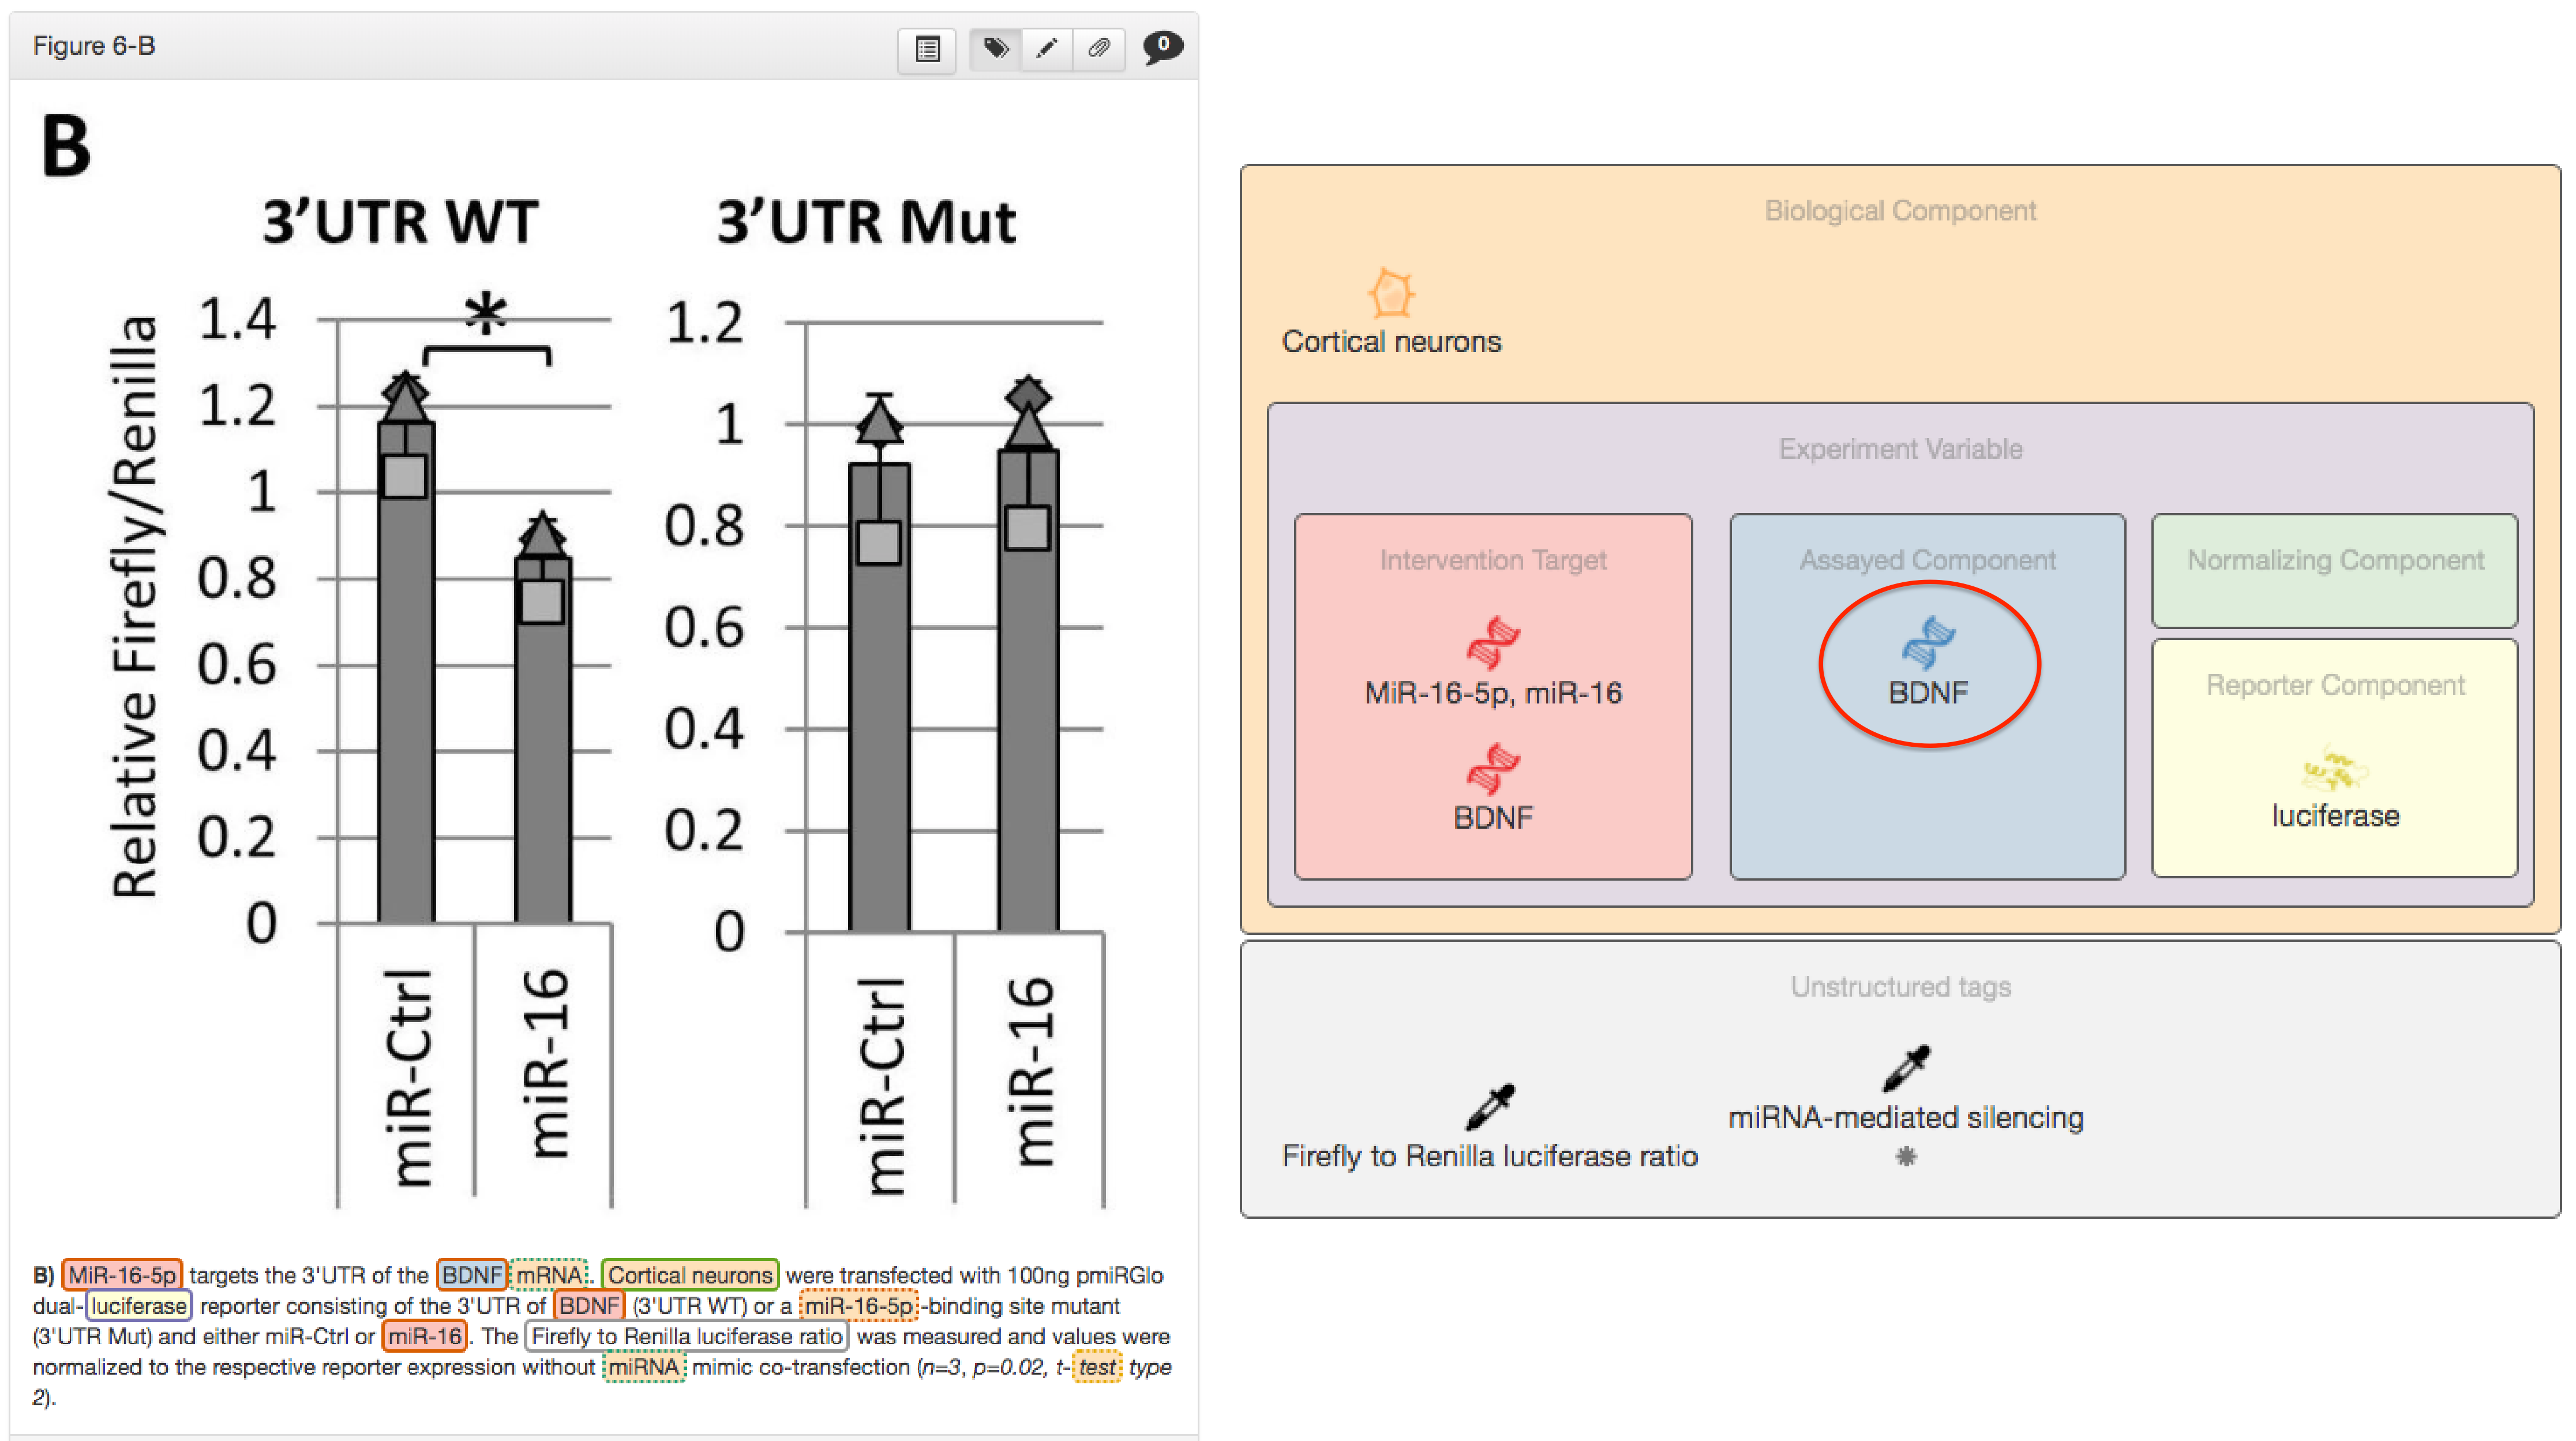 Figure 6-B
0
B
3'UTR WT
3'UTR Mut
Relative Firefly/Renilla
1.4
1.2
1
0.8
0.6
0.4
0.2
0
*
miR-Ctrl
miR-16
1.2
1
0.8
0.6
0.4
0.2
0
miR-Ctrl
miR-16
B) MiR-16-5p targets the 3'UTR of the BDNF mRNA. Cortical neurons were transfected with 100ng pmiRGlo
dual-luciferase reporter consisting of the 3'UTR of BDNF (3'UTR WT) or a miR-16-5p-binding site mutant
(3'UTR Mut) and either miR-Ctrl or miR-16. The Firefly to Renilla luciferase ratio was measured and values were
normalized to the respective reporter expression without miRNA mimic co-transfection (n=3, p=0.02, t-test type
2).
Biological Component
Cortical neurons
Experiment Variable
Intervention Target
MiR-16-5p, miR-16
BDNF
Assayed Component
BDNF
Normalizing Component
Reporter Component
luciferase
Unstructured tags
Firefly to Renilla luciferase ratio
miRNA-mediated silencing
*